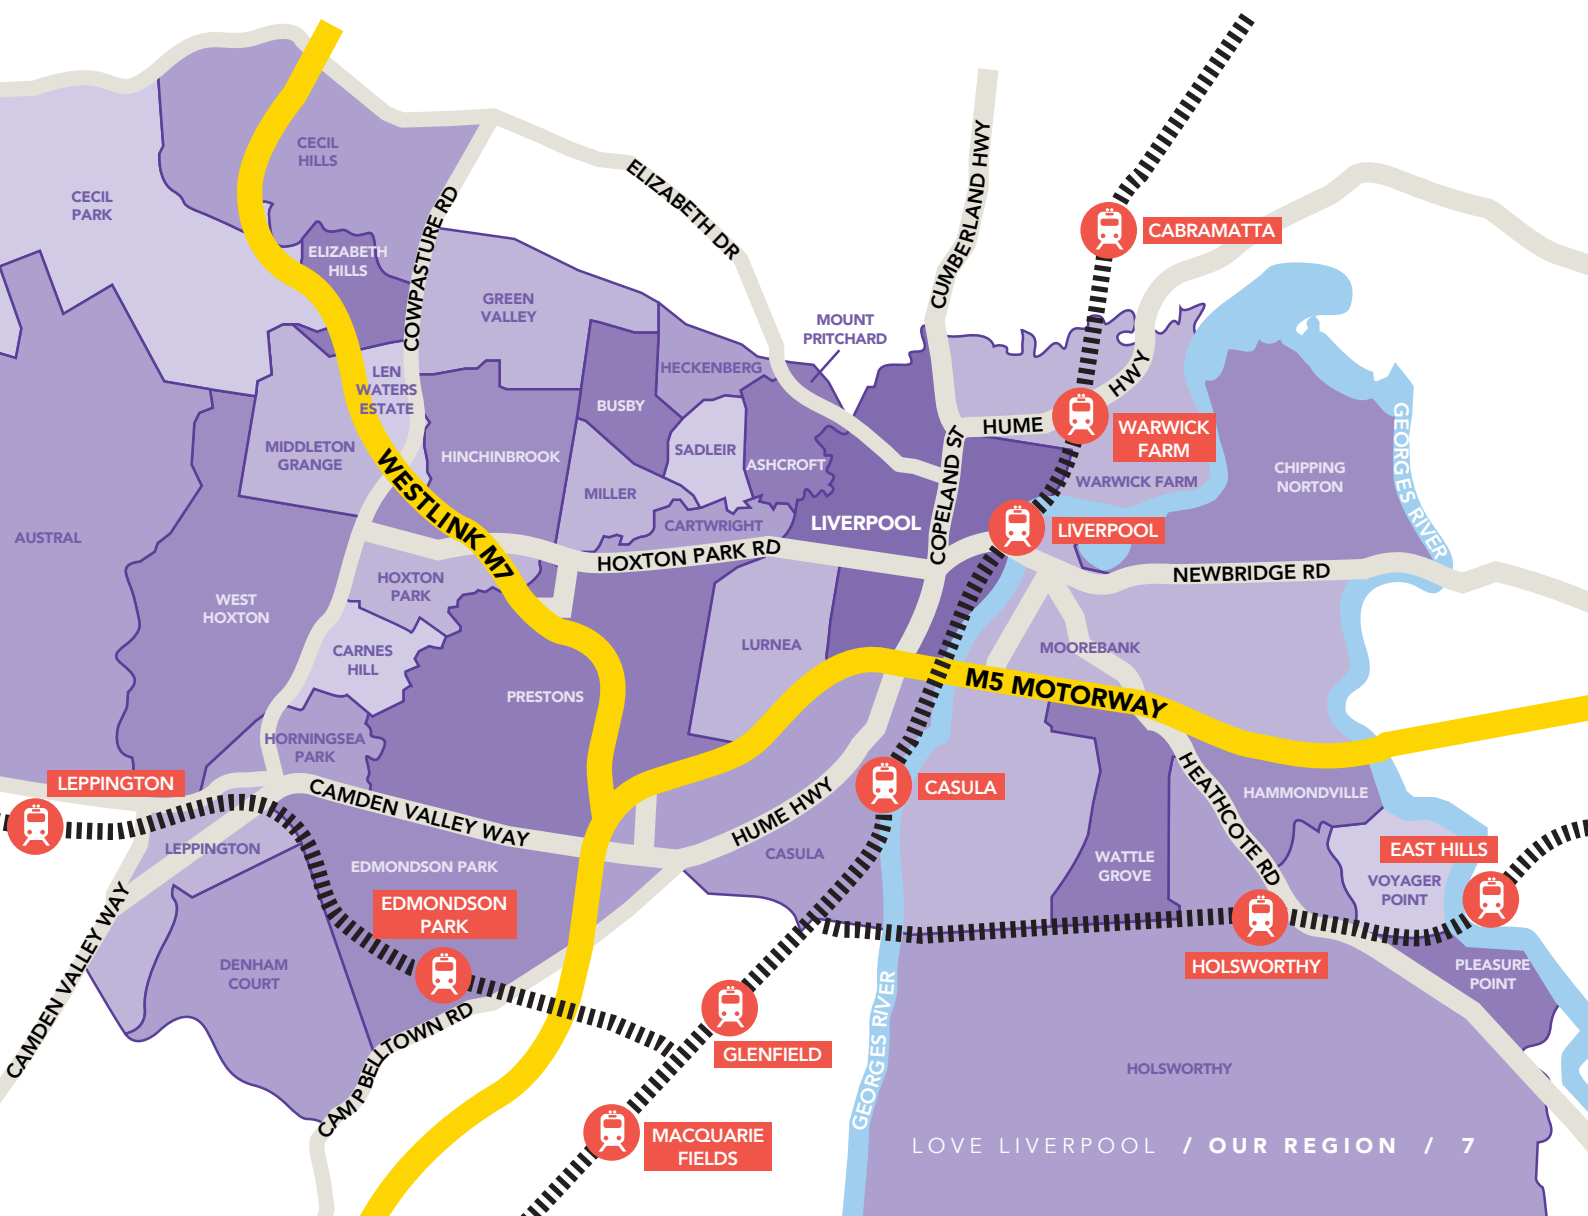 CECIL
HILLS
CECIL
PARK
ELIZABETH
HILLS
COWPASTURE RD
ELIZABETH DR
CUMBERLAND HWY
CABRAMATTA
GREEN
VALLEY
MOUNT
PRITCHARD
HECKENBERG
LEN
WATERS
ESTATE
BUSBY
HUME
HWY
WARWICK
FARM
GEORGES RIVER
MIDDLETON
GRANGE
HINCHINBROOK
SADLEIR
ASHCROFT
CHIPPING
NORTON
WARWICK FARM
MILLER
COPELAND ST
WESTLINK M7
CARTWRIGHT
LIVERPOOL
LIVERPOOL
AUSTRAL
HOXTON PARK RD
NEWBRIDGE RD
HOXTON
PARK
WEST
HOXTON
CARNES
HILL
LURNEA
MOOREBANK
PRESTONS
M5 MOTORWAY
HORNINGSEA
PARK
LEPPINGTON
CAMDEN VALLEY WAY
HUME HWY
CASULA
HEATHCOTE RD
HAMMONDVILLE
LEPPINGTON
EDMONDSON PARK
CASULA
WATTLE
GROVE
EAST HILLS
VOYAGER
POINT
EDMONDSON
PARK
CAMDEN VALLEY WAY
DENHAM
COURT
HOLSWORTHY
PLEASURE
POINT
CAMPBELLTOWN RD
GLENFIELD
GEORGES RIVER
HOLSWORTHY
MACQUARIE
FIELDS
LOVE LIVERPOOL / OUR REGION / 7